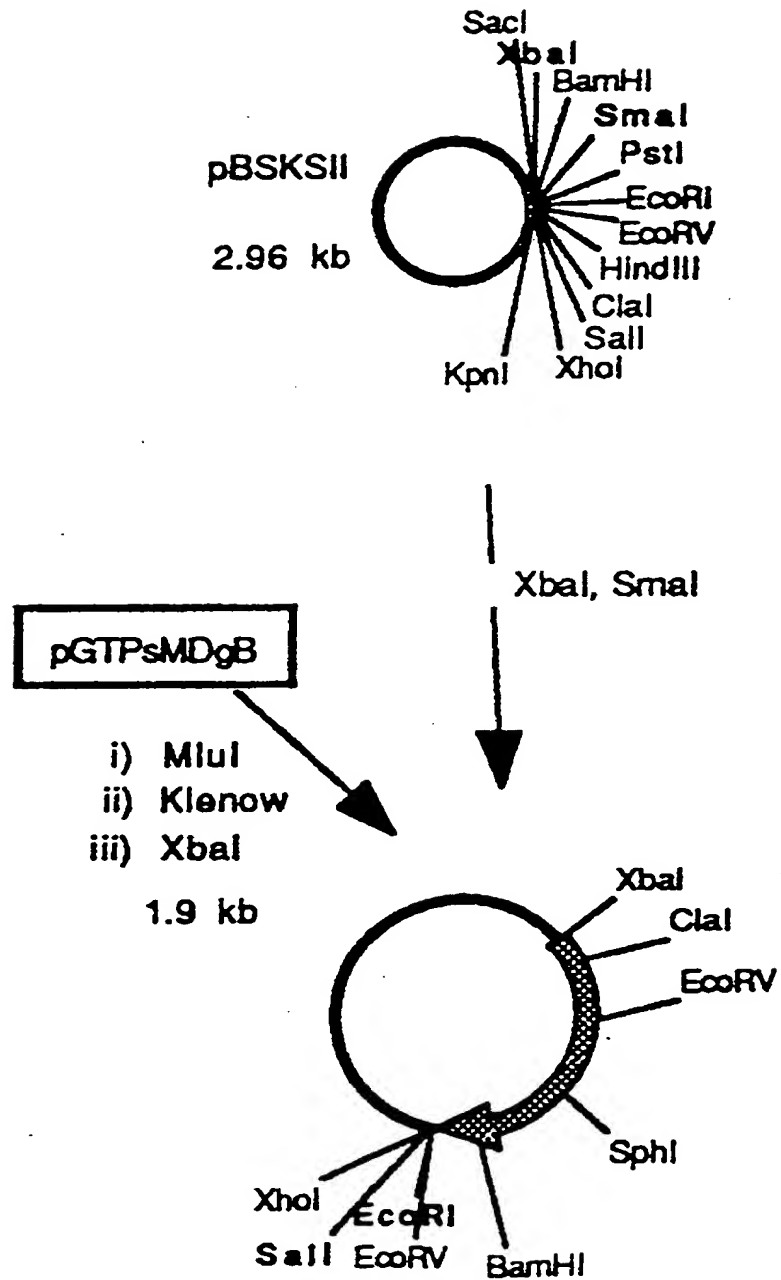 SacI
XbaI
BamHI
SmaI
PstI
pBSKSII
EcoRI
EcoRV
2.96 kb
HindIII
ClaI
SalI
KpnI
XhoI
XbaI, SmaI
pGTPsMDgB
i) MluI
ii) Klenow
iii) XbaI
1.9 kb
XbaI
ClaI
EcoRV
SphI
XhoI
EcoRI
SalI
EcoRV
BamHI